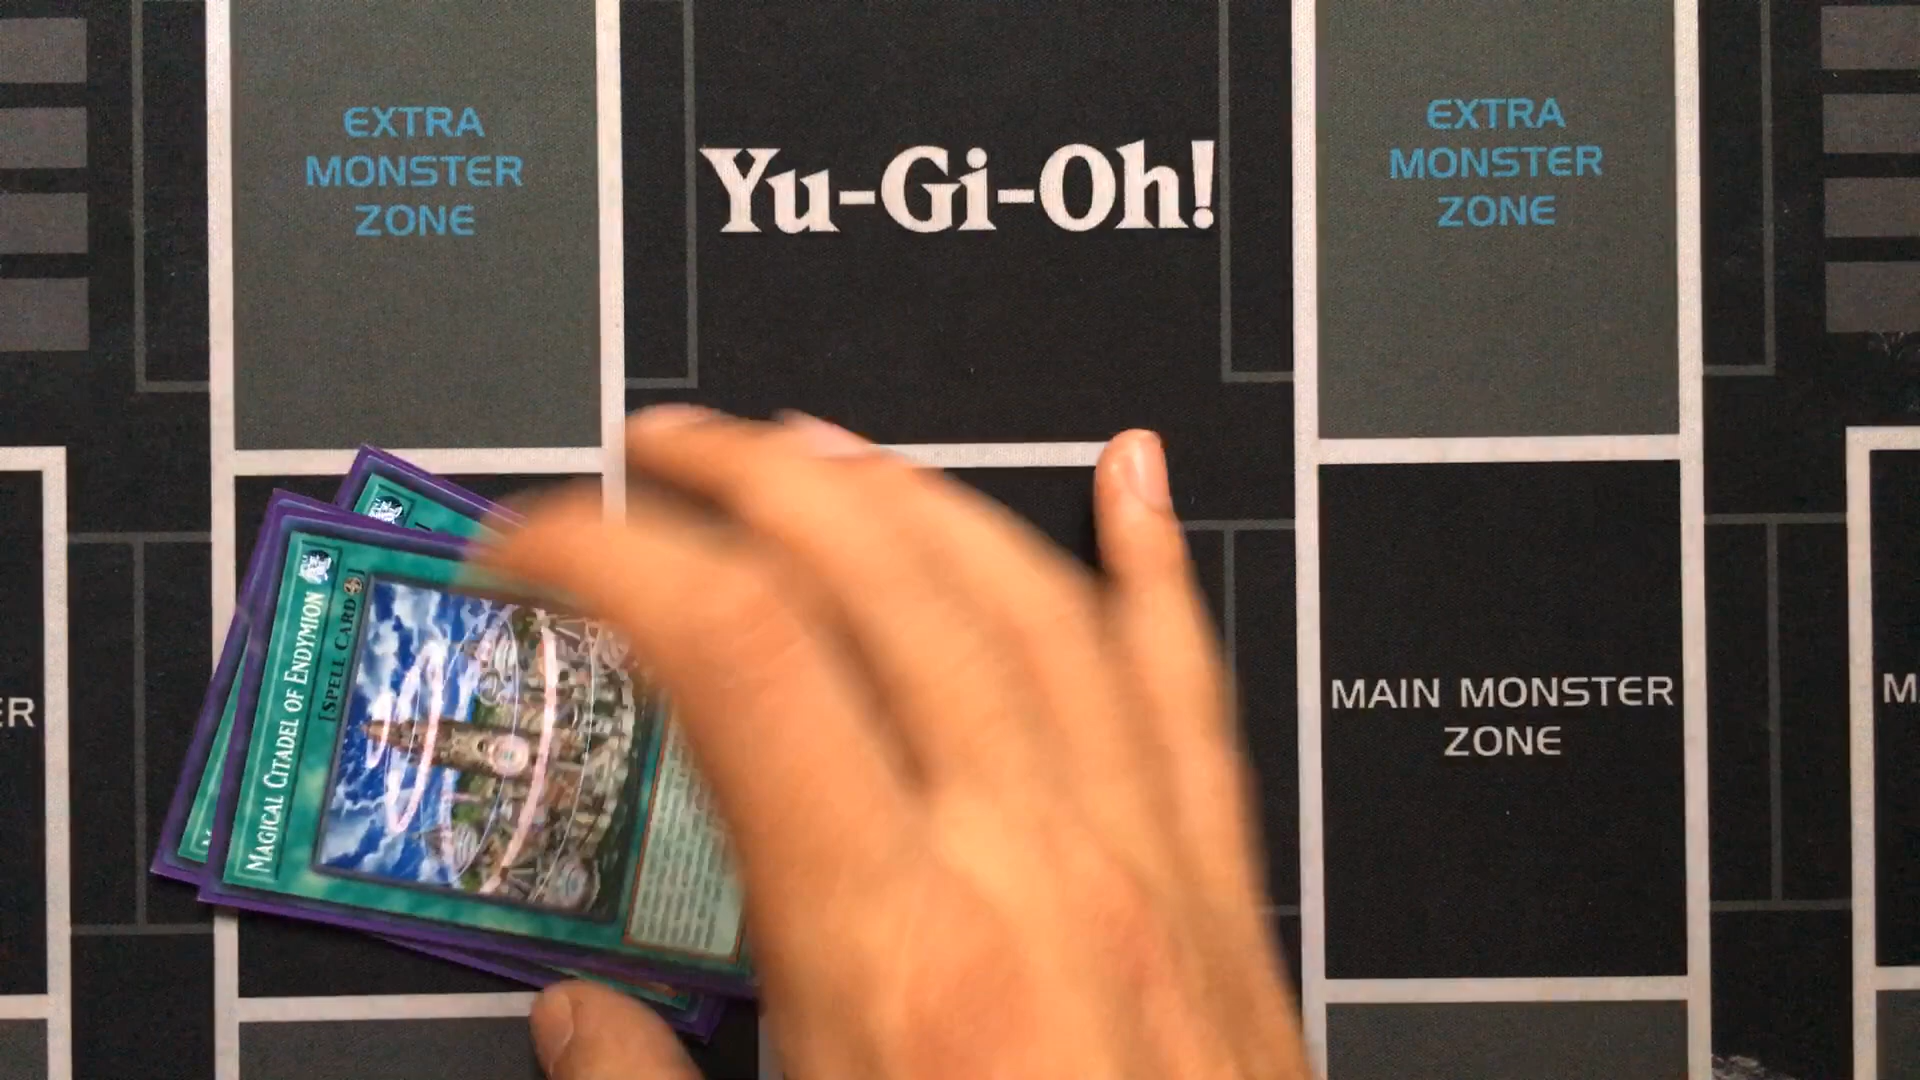 EXTRA
MONSTER
ZONE
Yu-Gi-Oh!
EXTRA
MONSTER
ZONE
MAGICAL CITADEL OF ENDYMION
[SPELL CARD
ER
MAIN MONSTER
ZONE
M